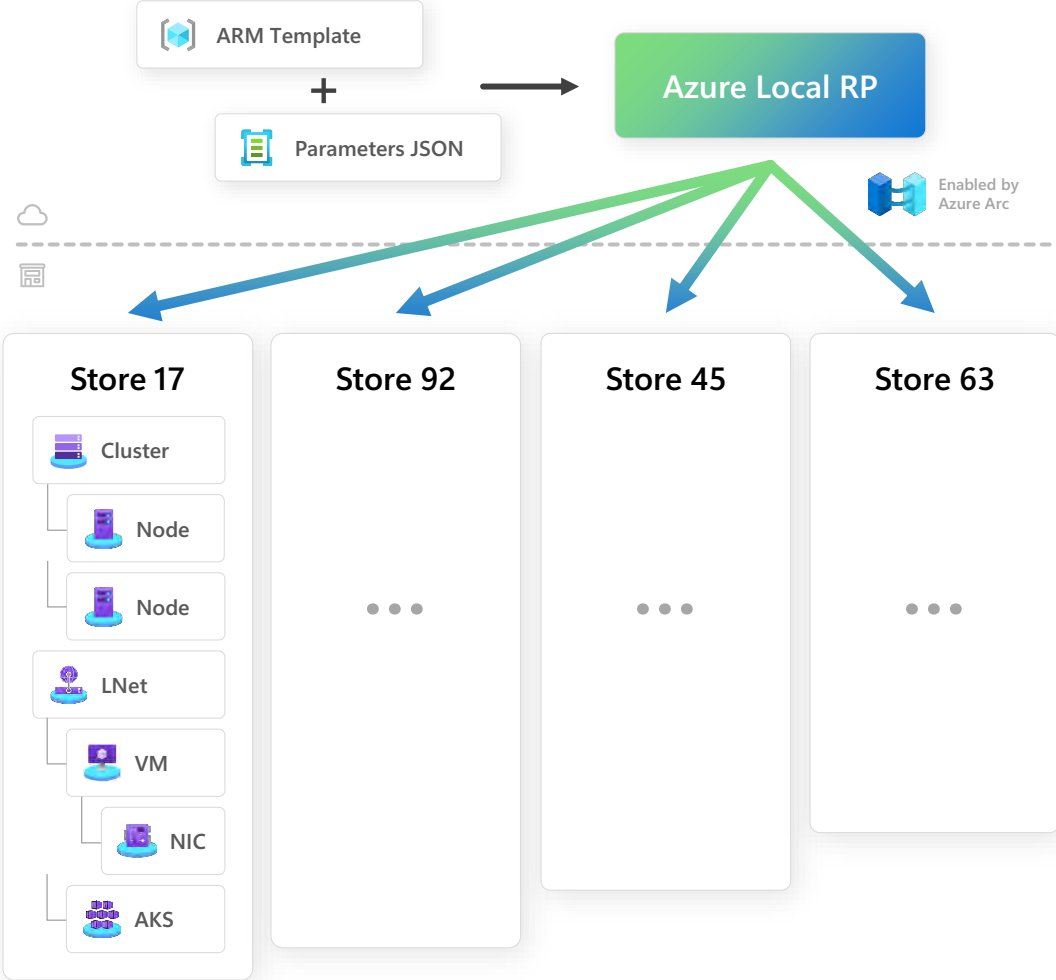 ARM Template
+
Parameters JSON
Azure Local RP
Enabled by
Azure Arc
Store 17
Cluster
Node
Node
LNet
VM
NIC
AKS
Store 92
Store 45
Store 63